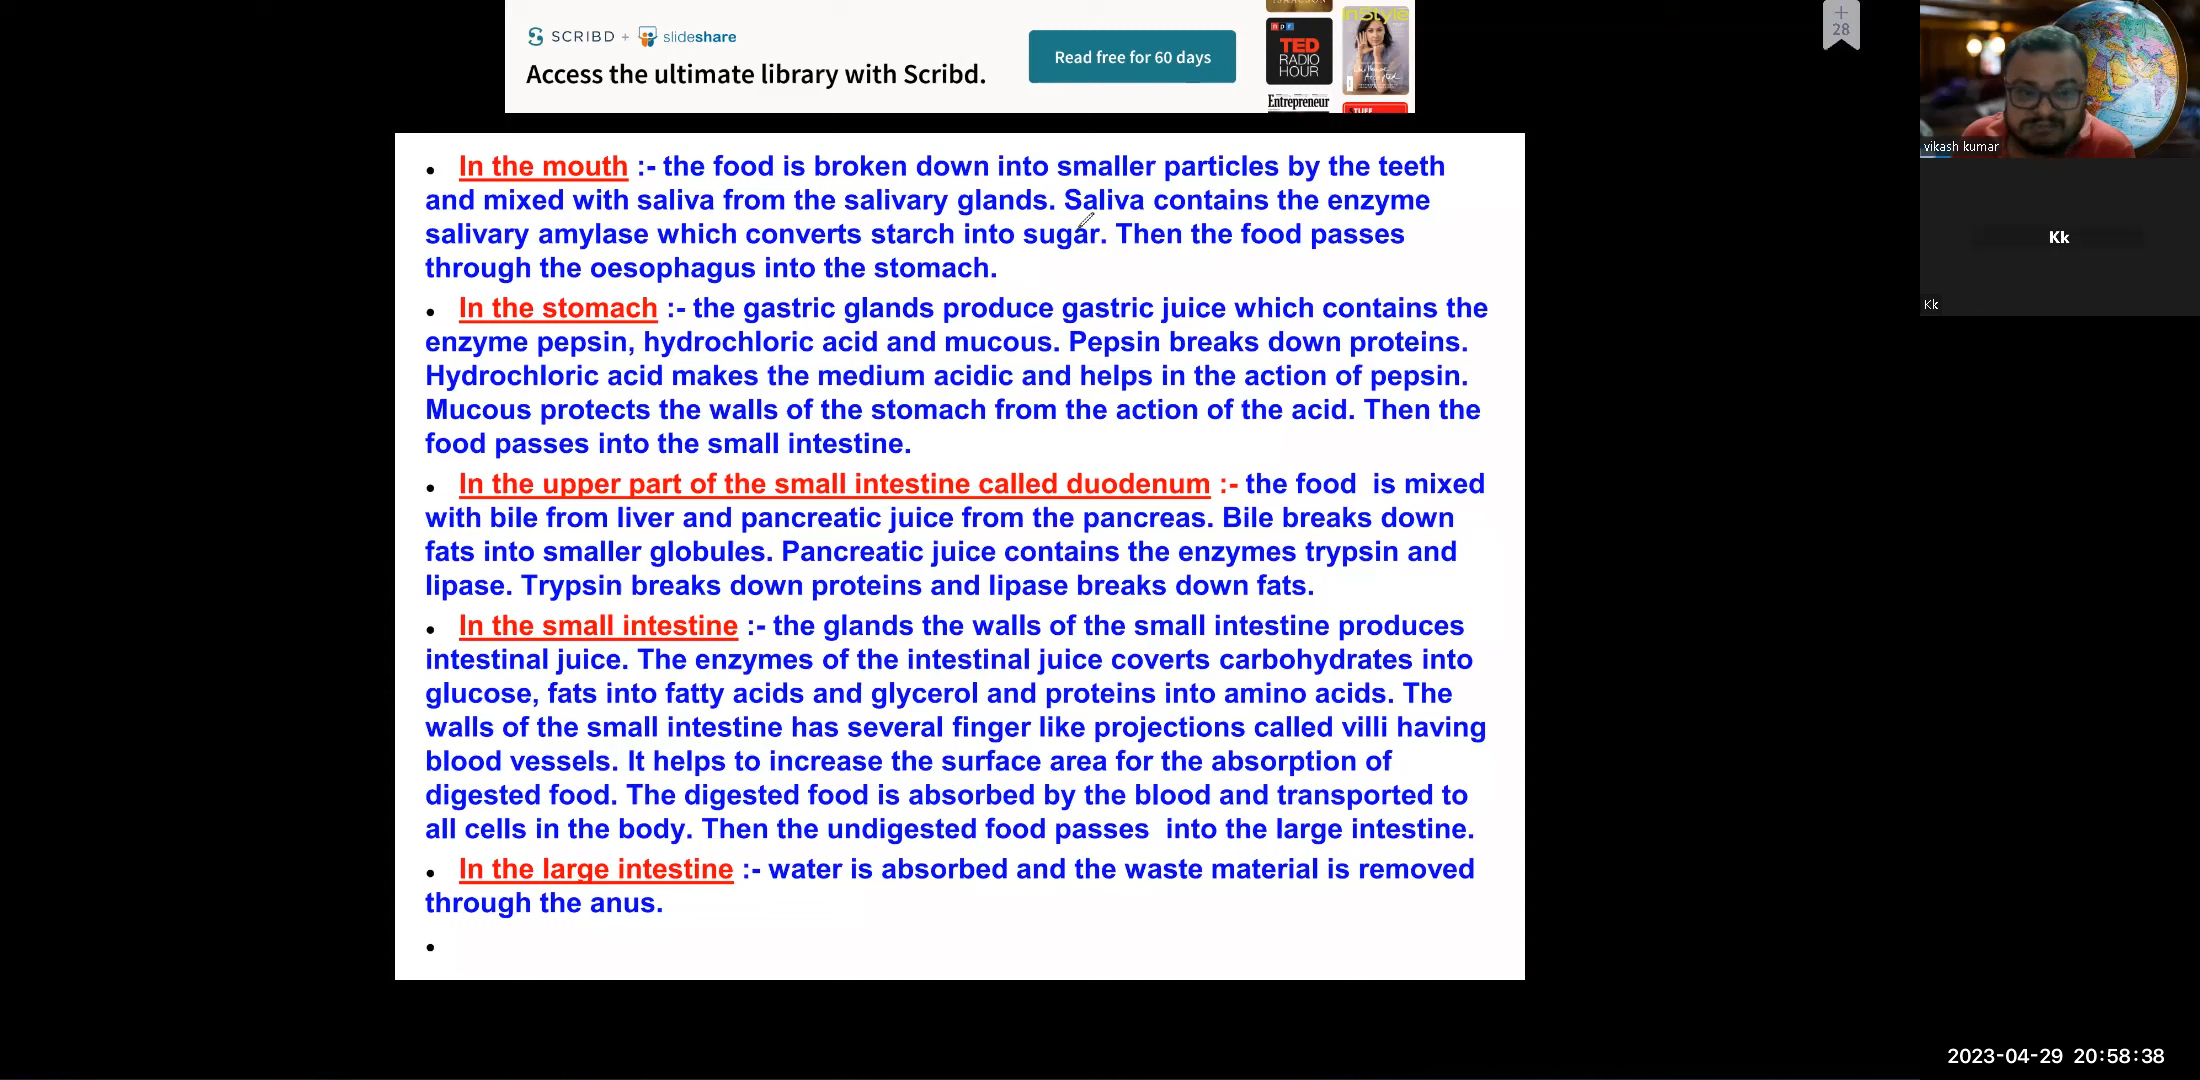 SCRIBD + slideshare
Access the ultimate library with Scribd.
Read free for 60 days
npr
TED
RADIO
HOUR
InStyle
Entrepreneur
+
28
vikash kumar
Kk
Kk
• In the mouth :- the food is broken down into smaller particles by the teeth
and mixed with saliva from the salivary glands. Saliva contains the enzyme
salivary amylase which converts starch into sugar. Then the food passes
through the oesophagus into the stomach.
• In the stomach :- the gastric glands produce gastric juice which contains the
enzyme pepsin, hydrochloric acid and mucous. Pepsin breaks down proteins.
Hydrochloric acid makes the medium acidic and helps in the action of pepsin.
Mucous protects the walls of the stomach from the action of the acid. Then the
food passes into the small intestine.
• In the upper part of the small intestine called duodenum :- the food  is mixed
with bile from liver and pancreatic juice from the pancreas. Bile breaks down
fats into smaller globules. Pancreatic juice contains the enzymes trypsin and
lipase. Trypsin breaks down proteins and lipase breaks down fats.
• In the small intestine :- the glands the walls of the small intestine produces
intestinal juice. The enzymes of the intestinal juice coverts carbohydrates into
glucose, fats into fatty acids and glycerol and proteins into amino acids. The
walls of the small intestine has several finger like projections called villi having
blood vessels. It helps to increase the surface area for the absorption of
digested food. The digested food is absorbed by the blood and transported to
all cells in the body. Then the undigested food passes  into the large intestine.
• In the large intestine :- water is absorbed and the waste material is removed
through the anus.
•
2023-04-29 20:58:38